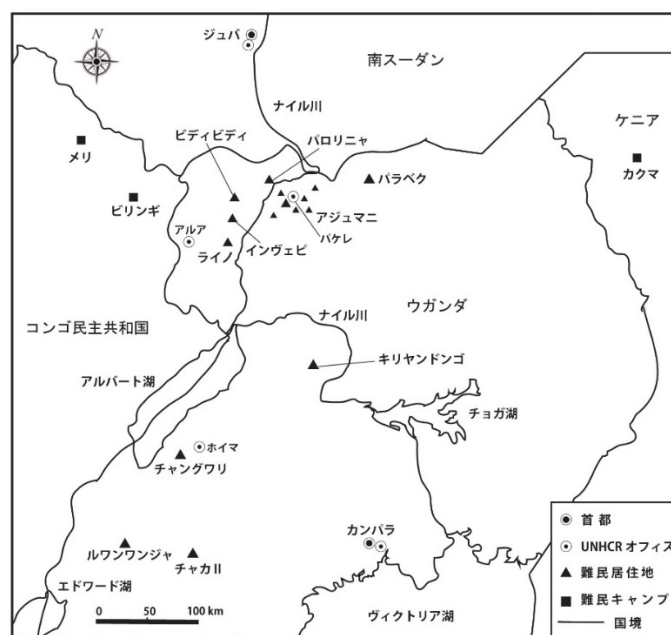 N
ジュバ
南スーダン
ナイル川
ケニア
ビディビディ
パロリニャ
メリ
パラベク
カクマ
ビリンギ
アジュマニ
アルア
インヴェピ
パケレ
ライノ
ウガンダ
コンゴ民主共和国
ナイル川
キリヤンドンゴ
アルバート湖
チョガ湖
ホイマ
チャングワリ
カンパラ
ルワンワンジャ
チャカⅡ
エドワード湖
ヴィクトリア湖
0 50 100 km
首都
UNHCRオフィス
難民居住地
難民キャンプ
国境